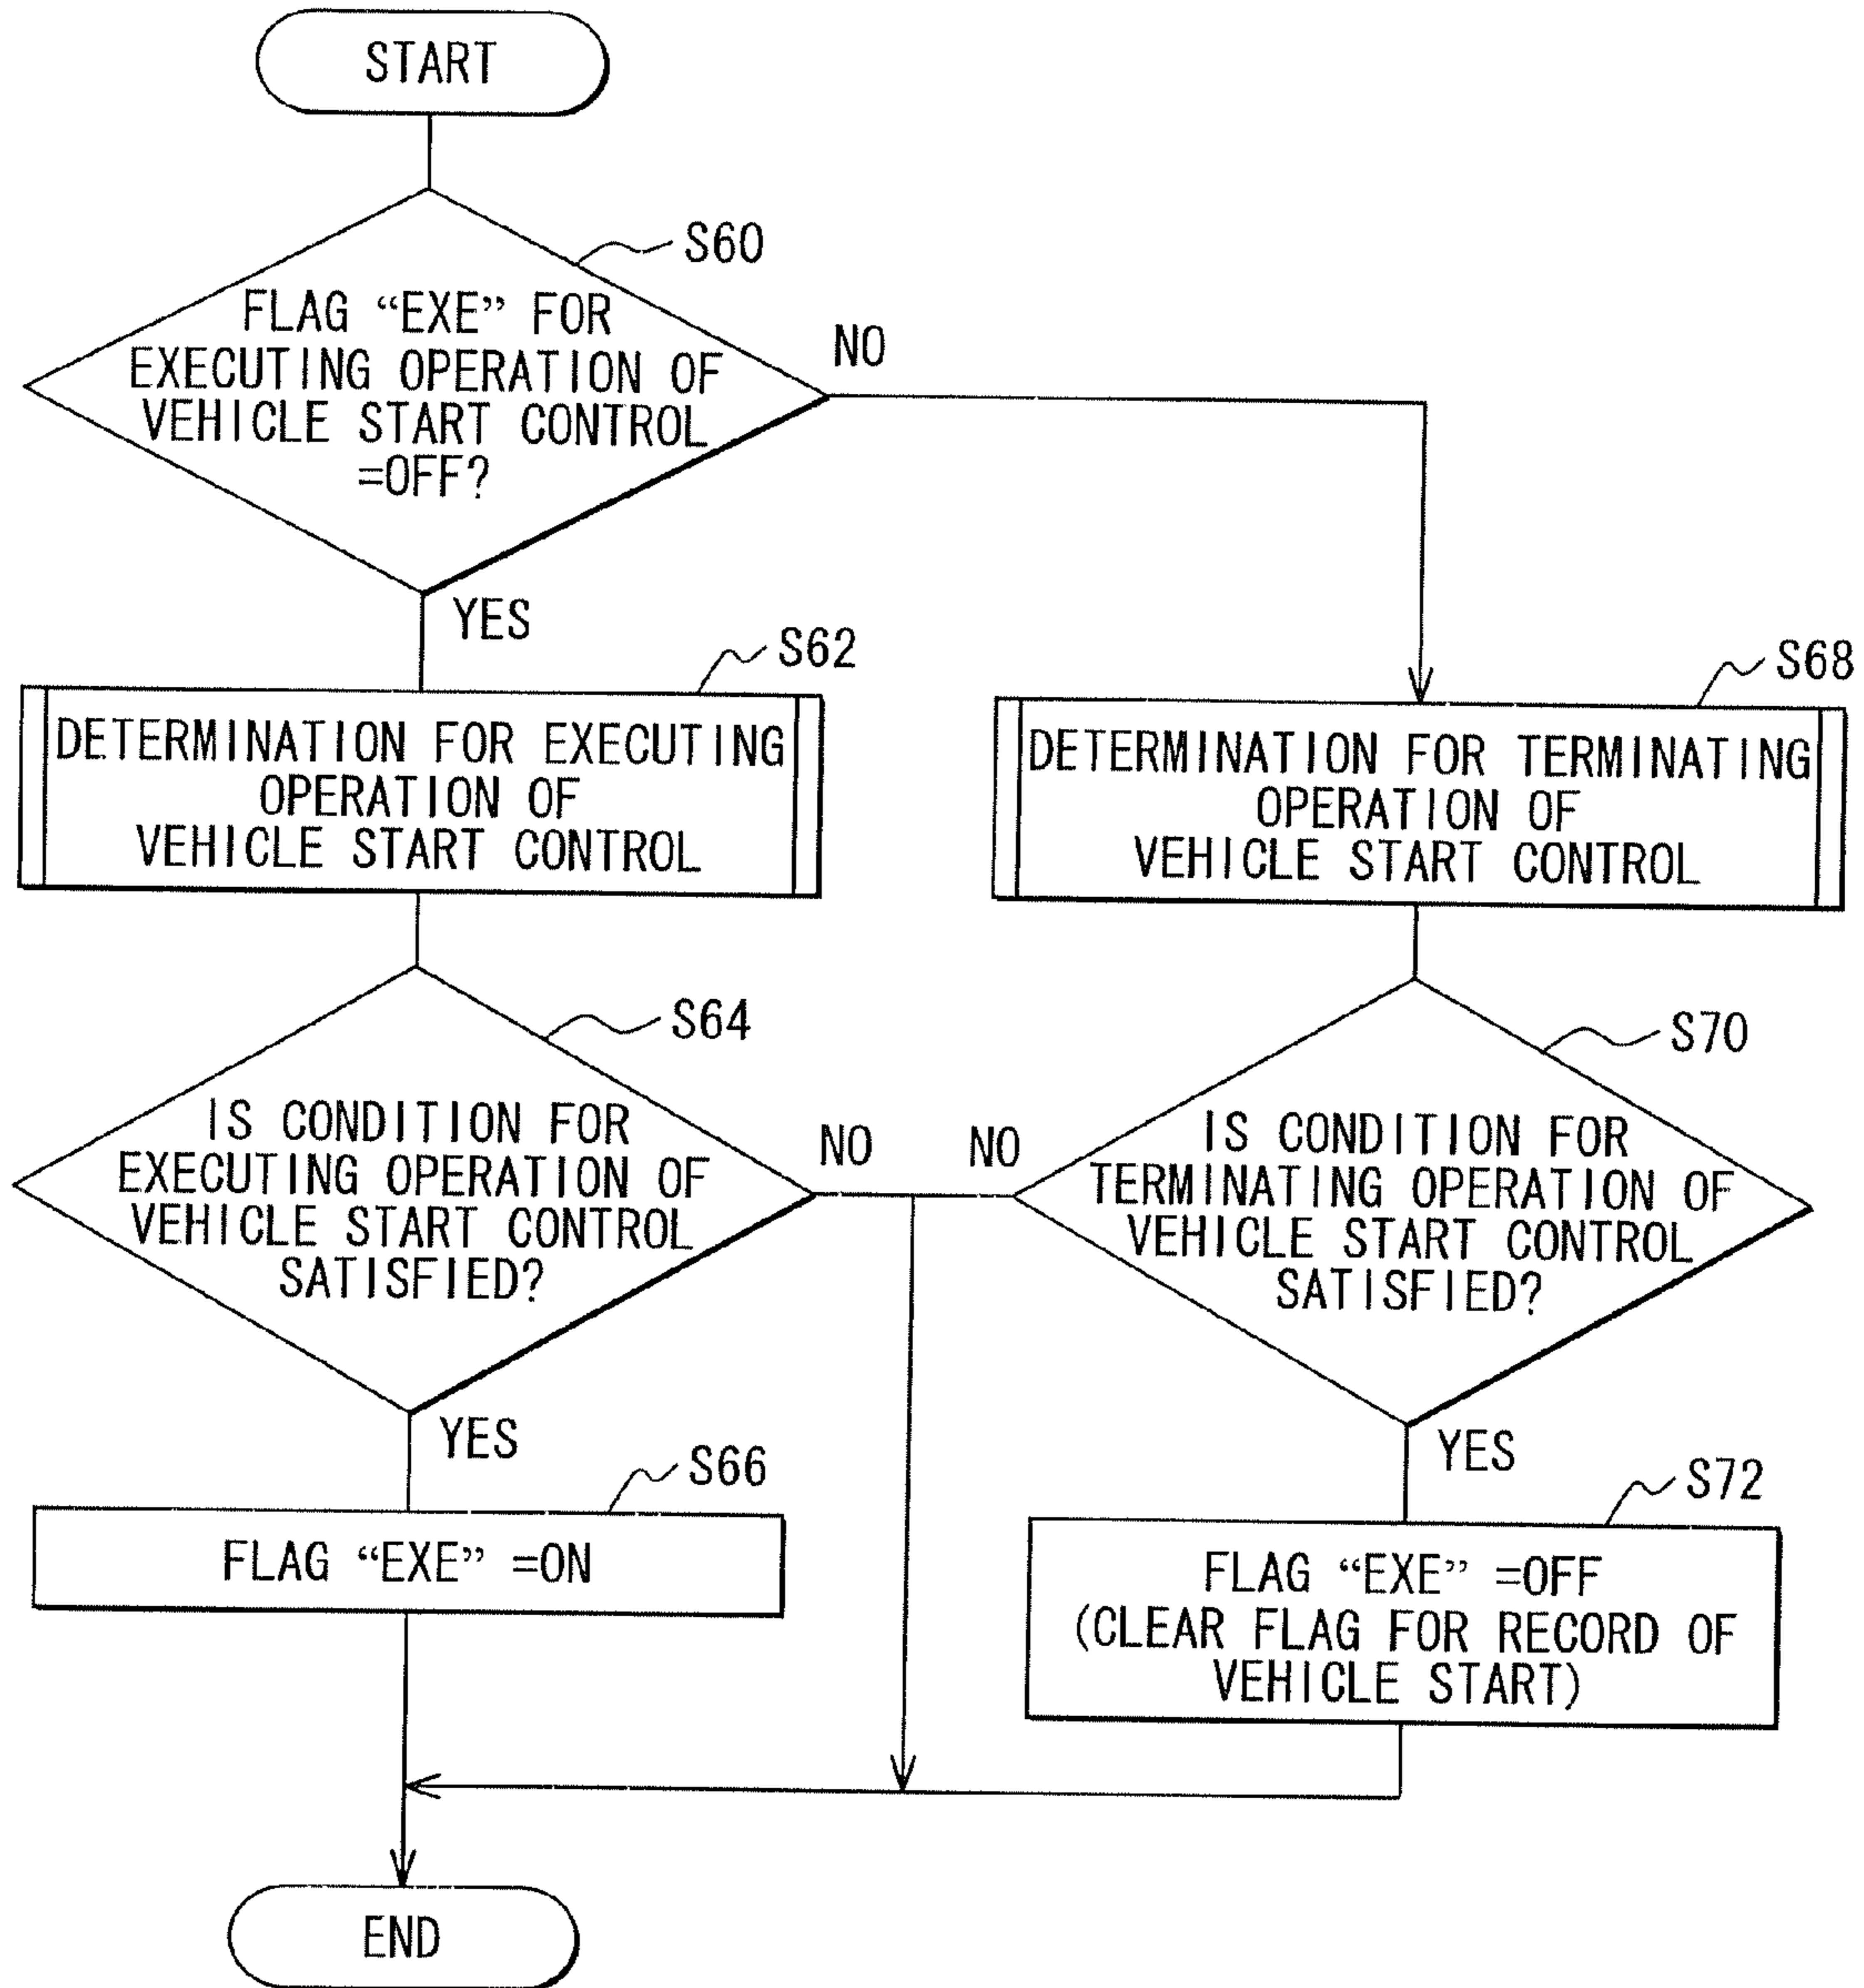 START
S60
FLAG “EXE” FOR
EXECUTING OPERATION OF
VEHICLE START CONTROL
=OFF?
NO
YES
S62
DETERMINATION FOR EXECUTING
OPERATION OF
VEHICLE START CONTROL
S68
DETERMINATION FOR TERMINATING
OPERATION OF
VEHICLE START CONTROL
S64
IS CONDITION FOR
EXECUTING OPERATION OF
VEHICLE START CONTROL
SATISFIED?
NO
YES
S70
IS CONDITION FOR
TERMINATING OPERATION OF
VEHICLE START CONTROL
SATISFIED?
NO
YES
S66
FLAG “EXE” =ON
S72
FLAG “EXE” =OFF
(CLEAR FLAG FOR RECORD OF
VEHICLE START)
END